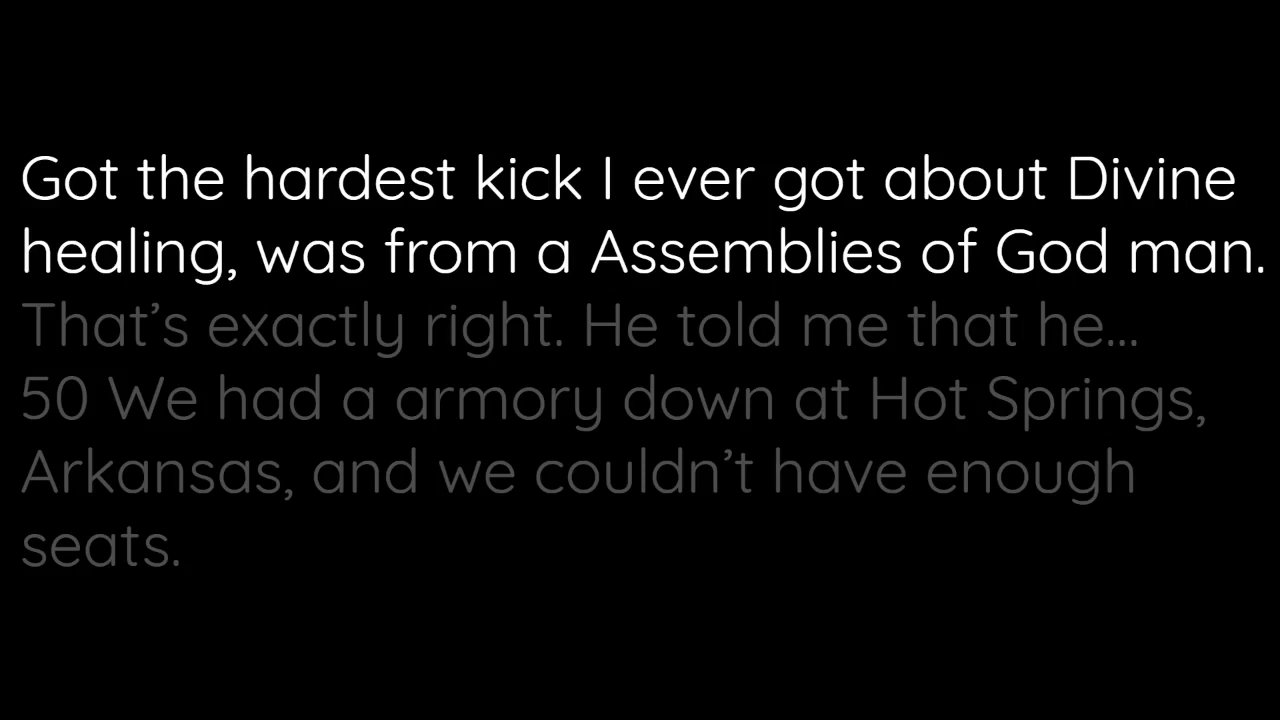 Got the hardest kick I ever got about Divine
healing, was from a Assemblies of God man.
That’s exactly right. He told me that he...
50 We had a armory down at Hot Springs,
Arkansas, and we couldn’t have enough
seats.